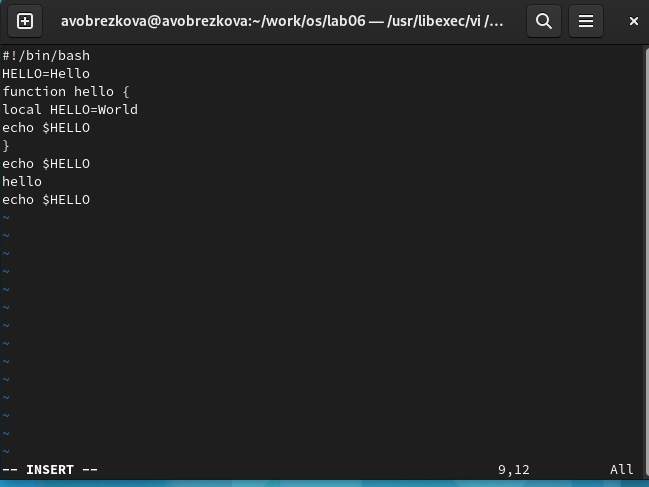 avobrezkova@avobrezkova:~/work/os/lab06 — /usr/libexec/vi /...
#!/bin/bash
HELLO=Hello
function hello {
local HELLO=World
echo $HELLO
}
echo $HELLO
hello
echo $HELLO
~
~
~
~
~
~
~
~
~
~
~
~
~
~
-- INSERT -- 9,12 All